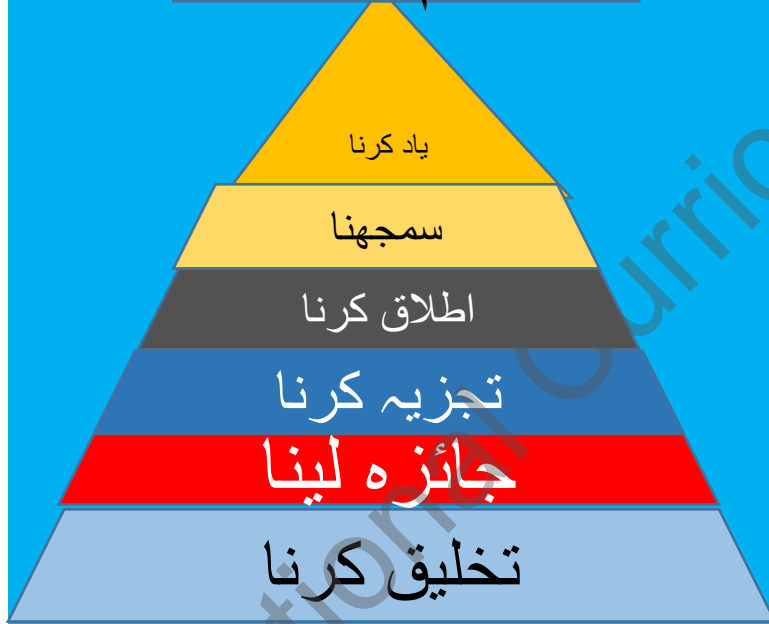 یاد کرنا
سمجھنا
اطلاق کرنا
تجزیہ کرنا
جائزہ لینا
تخلیق کرنا